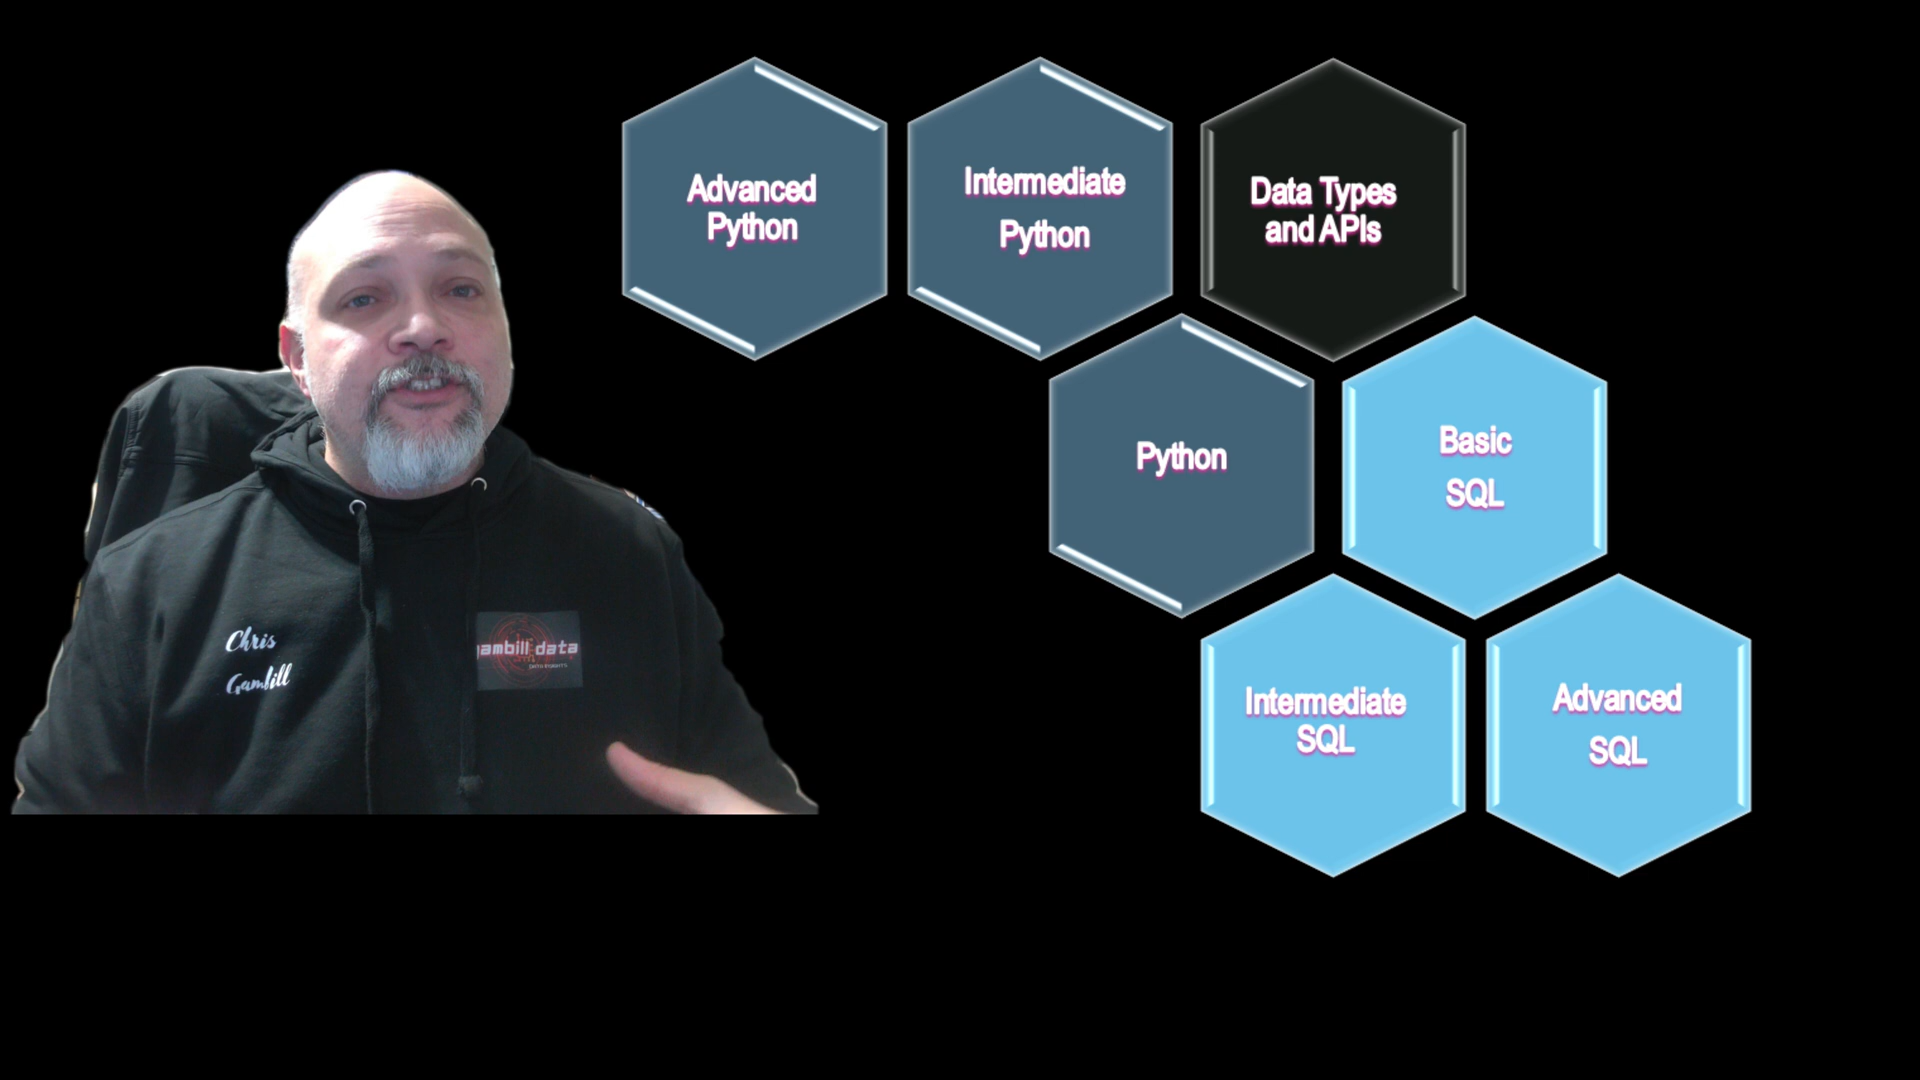 Advanced
Python
Intermediate
Python
Data Types
and APIs
Python
Basic
SQL
Intermediate
SQL
Advanced
SQL
Chris
Gambill
ambill data